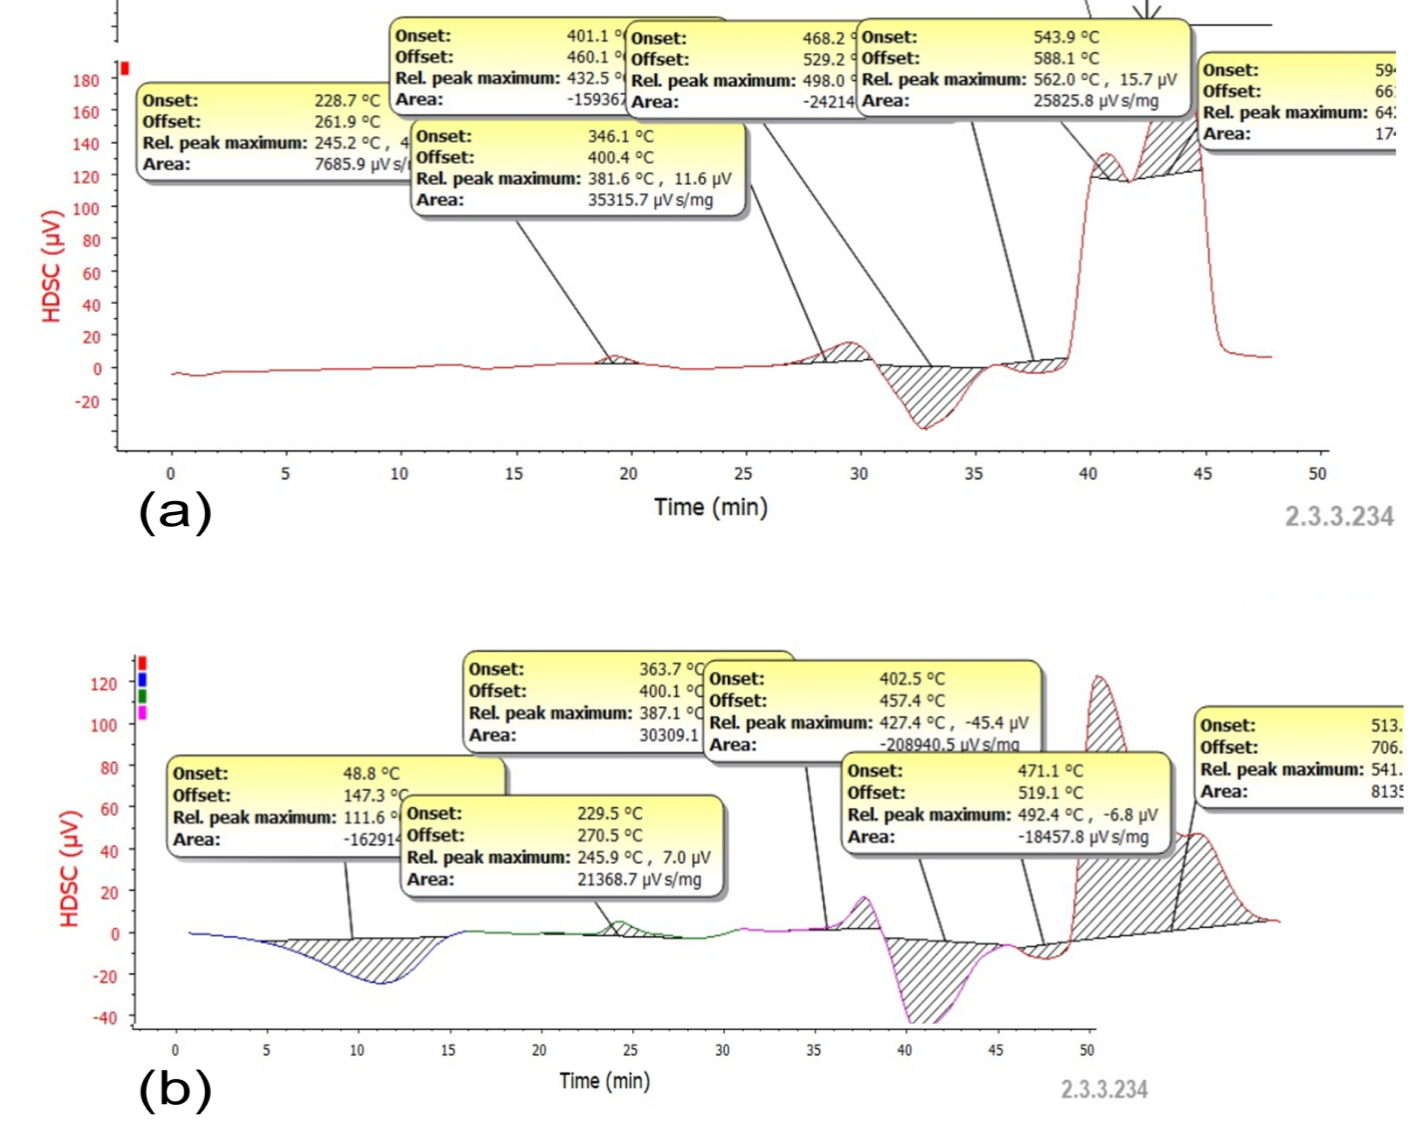 Onset: 401.1 °C
Offset: 460.1 °C
Rel. peak maximum: 432.5 °C
Area: -159367
Onset: 468.2 °C
Offset: 529.2 °C
Rel. peak maximum: 498.0 °C
Area: -24214
Onset: 543.9 °C
Offset: 588.1 °C
Rel. peak maximum: 562.0 °C , 15.7 µV
Area: 25825.8 µV s/mg
Onset: 594
Offset: 66
Rel. peak maximum: 64
Area: 174
Onset: 228.7 °C
Offset: 261.9 °C
Rel. peak maximum: 245.2 °C , 4
Area: 7685.9 µV s/
Onset: 346.1 °C
Offset: 400.4 °C
Rel. peak maximum: 381.6 °C , 11.6 µV
Area: 35315.7 µV s/mg
HDSC (µV)
180
160
140
120
100
80
60
40
20
0
-20
0 5 10 15 20 25 30 35 40 45 50
Time (min)
(a)
2.3.3.234
Onset: 363.7 °C
Offset: 400.1 °C
Rel. peak maximum: 387.1 °C
Area: 30309.1
Onset: 402.5 °C
Offset: 457.4 °C
Rel. peak maximum: 427.4 °C , -45.4 µV
Area: -208940.5 µV s/mg
Onset: 513.
Offset: 706.
Rel. peak maximum: 541.
Area: 8135
Onset: 48.8 °C
Offset: 147.3 °C
Rel. peak maximum: 111.6 °
Area: -162914
Onset: 229.5 °C
Offset: 270.5 °C
Rel. peak maximum: 245.9 °C , 7.0 µV
Area: 21368.7 µV s/mg
Onset: 471.1 °C
Offset: 519.1 °C
Rel. peak maximum: 492.4 °C , -6.8 µV
Area: -18457.8 µV s/mg
HDSC (µV)
120
100
80
60
40
20
0
-20
-40
0 5 10 15 20 25 30 35 40 45 50
Time (min)
(b)
2.3.3.234